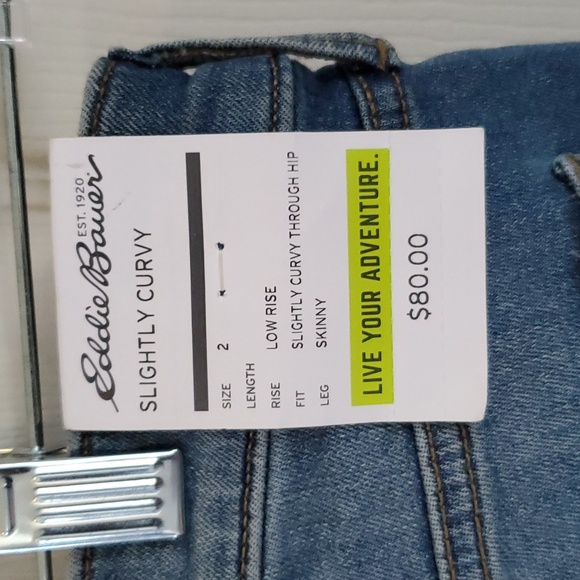 Eddie Bauer
EST. 1920
SLIGHTLY CURVY
SIZE 2
LENGTH
RISE LOW RISE
FIT SLIGHTLY CURVY THROUGH HIP
LEG SKINNY
LIVE YOUR ADVENTURE.
$80.00